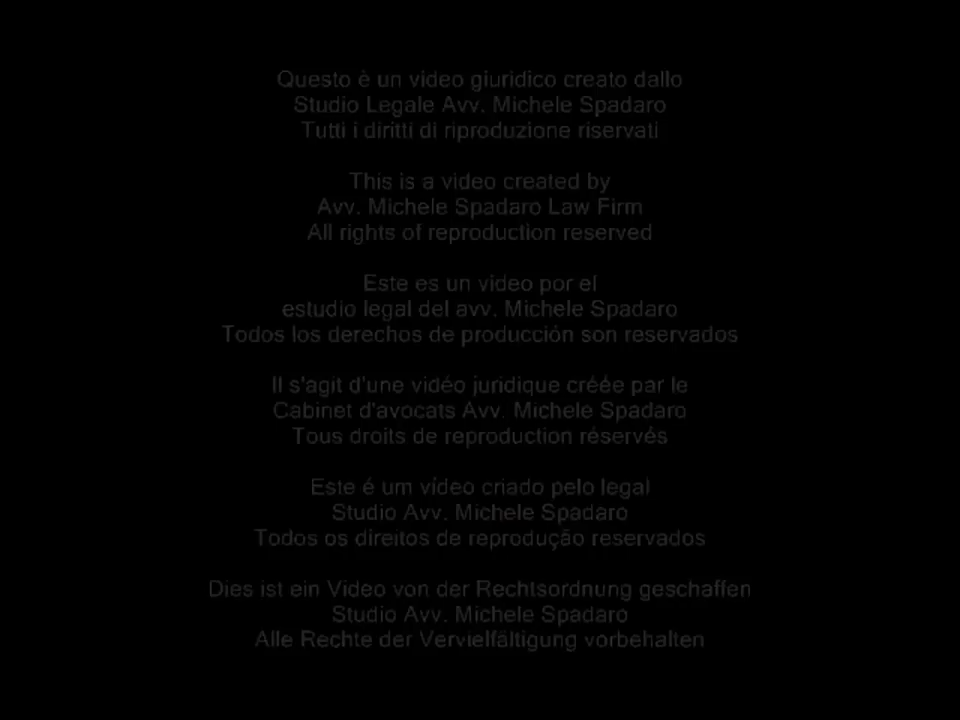 Questo è un video giuridico creato dallo
Studio Legale Avv. Michele Spadaro
Tutti i diritti di riproduzione riservati
This is a video created by
Avv. Michele Spadaro Law Firm
All rights of reproduction reserved
Este es un video por el
estudio legal del avv. Michele Spadaro
Todos los derechos de producción son reservados
Il s'agit d'une vidéo juridique créée par le
Cabinet d'avocats Avv. Michele Spadaro
Tous droits de reproduction réservés
Este é um vídeo criado pelo legal
Studio Avv. Michele Spadaro
Todos os direitos de reprodução reservados
Dies ist ein Video von der Rechtsordnung geschaffen
Studio Avv. Michele Spadaro
Alle Rechte der Vervielfältigung vorbehalten